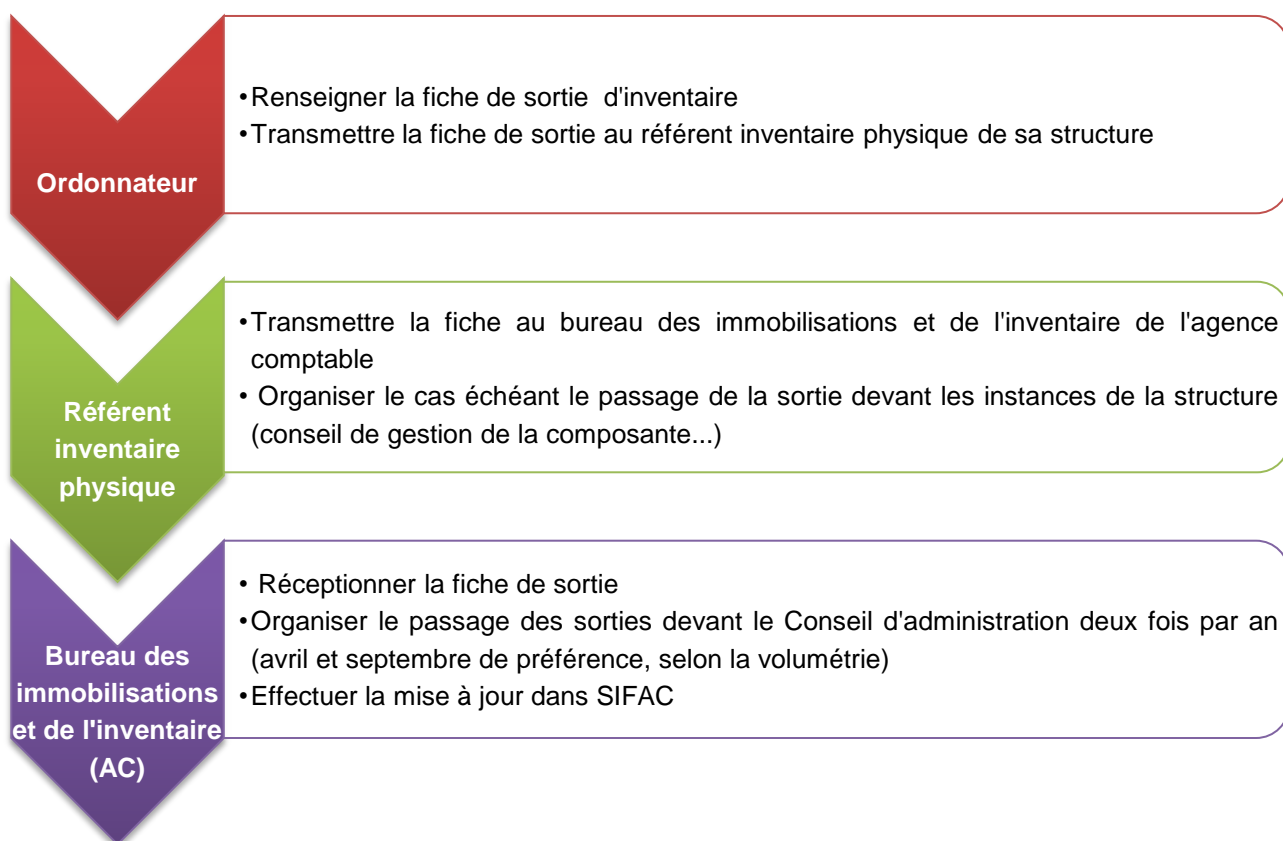 •Renseigner la fiche de sortie d'inventaire
•Transmettre la fiche de sortie au référent inventaire physique de sa structure
Ordonnateur
•Transmettre la fiche au bureau des immobilisations et de l'inventaire de l'agence
comptable
• Organiser le cas échéant le passage de la sortie devant les instances de la structure
(conseil de gestion de la composante...)
Référent
inventaire
physique
• Réceptionner la fiche de sortie
•Organiser le passage des sorties devant le Conseil d'administration deux fois par an
(avril et septembre de préférence, selon la volumétrie)
•Effectuer la mise à jour dans SIFAC
Bureau des
immobilisations
et de l'inventaire
(AC)